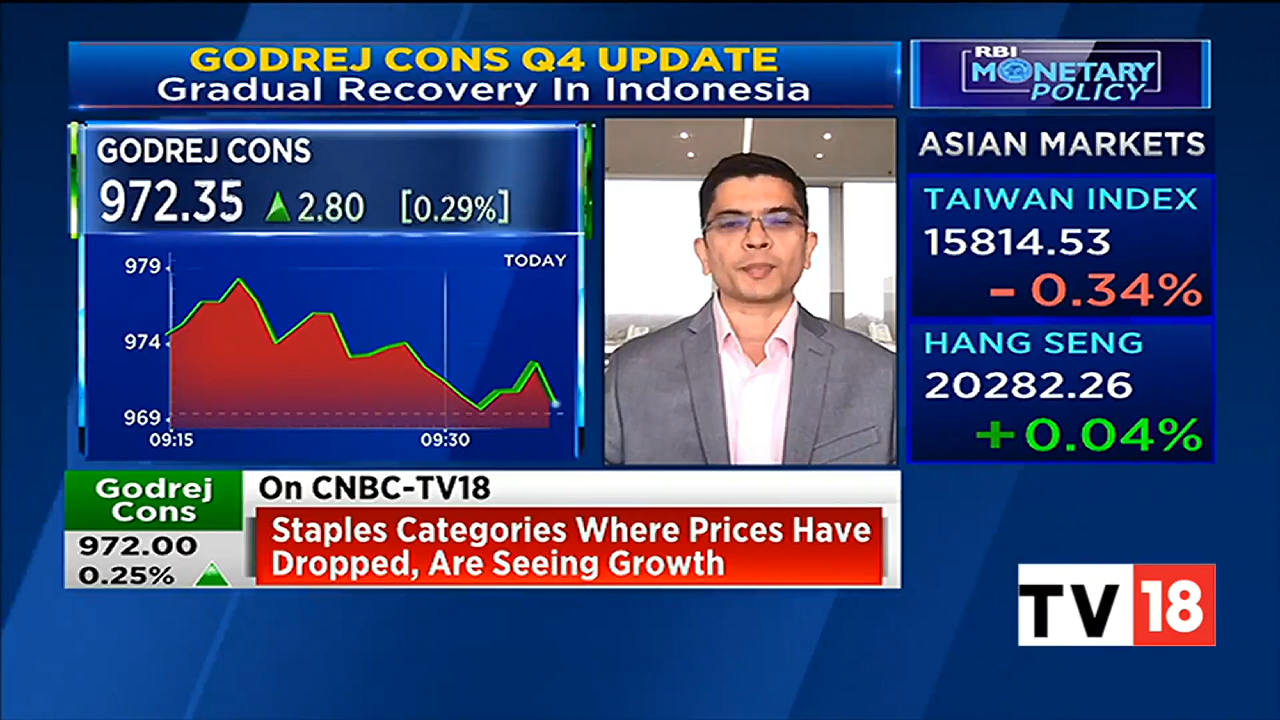 GODREJ CONS Q4 UPDATE
Gradual Recovery In Indonesia
RBI
MONETARY
POLICY
GODREJ CONS
972.35 ▲ 2.80 [0.29%]
TODAY
979
974
969
09:15 09:30
ASIAN MARKETS
TAIWAN INDEX
15814.53
- 0.34%
HANG SENG
20282.26
+0.04%
Godrej
Cons
972.00
0.25% ▲
On CNBC-TV18
Staples Categories Where Prices Have
Dropped, Are Seeing Growth
TV18